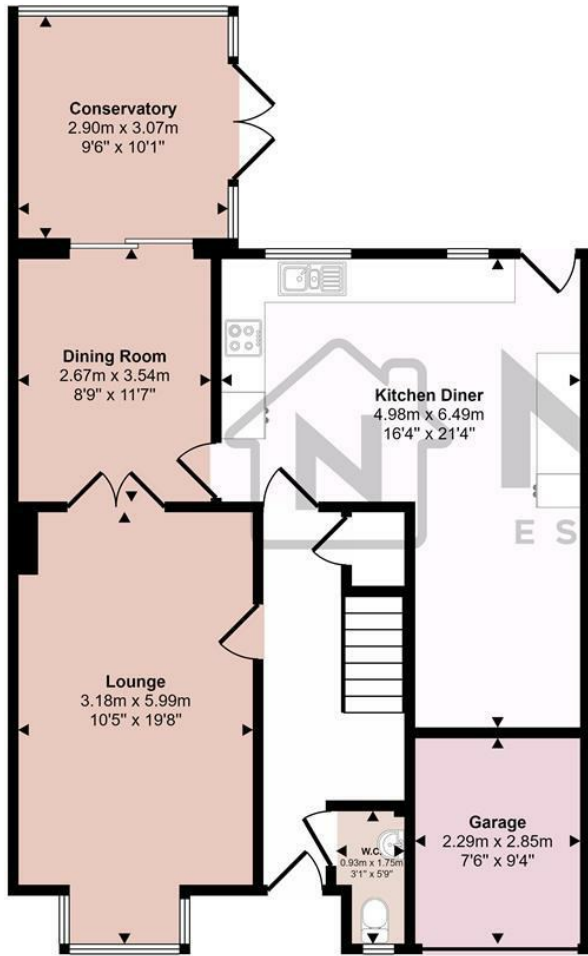 Conservatory
2.90m x 3.07m
9'6" x 10'1"
Dining Room
2.67m x 3.54m
8'9" x 11'7"
Kitchen Diner
4.98m x 6.49m
16'4" x 21'4"
N
N
ES
Lounge
3.18m x 5.99m
10'5" x 19'8"
W.C.
0.93m x 1.75m
3'1" x 5'9"
Garage
2.29m x 2.85m
7'6" x 9'4"